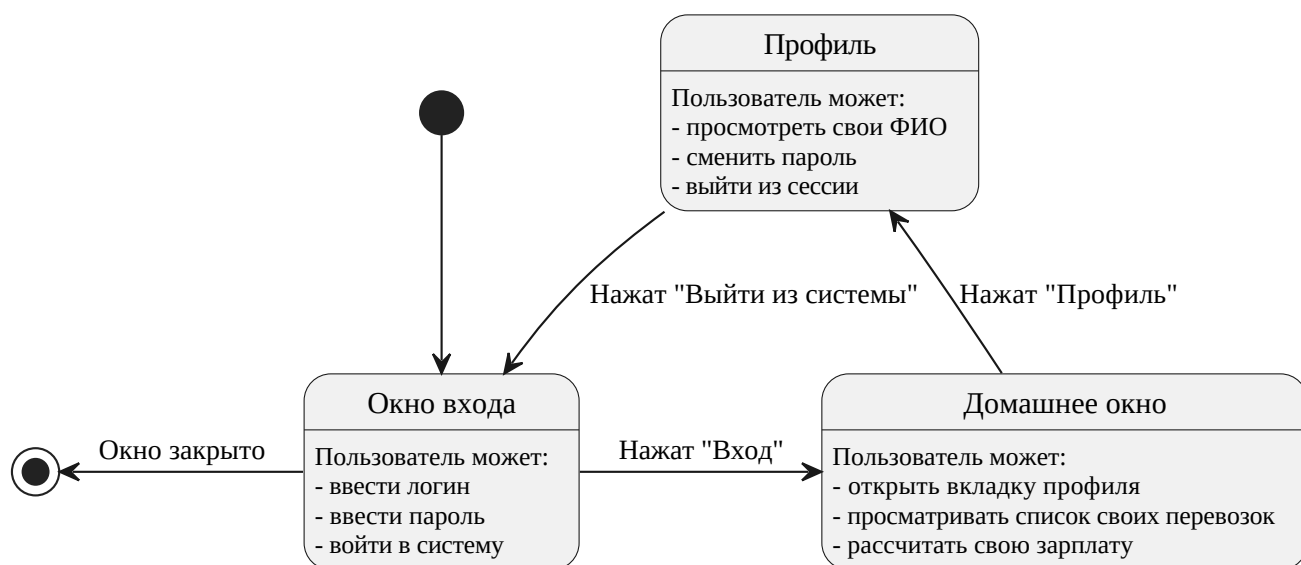 Профиль
Пользователь может:
- просмотреть свои ФИО
- сменить пароль
- выйти из сессии
Нажат "Выйти из системы"
Нажат "Профиль"
Окно входа
Пользователь может:
- ввести логин
- ввести пароль
- войти в систему
Окно закрыто
Нажат "Вход"
Домашнее окно
Пользователь может:
- открыть вкладку профиля
- просматривать список своих перевозок
- рассчитать свою зарплату